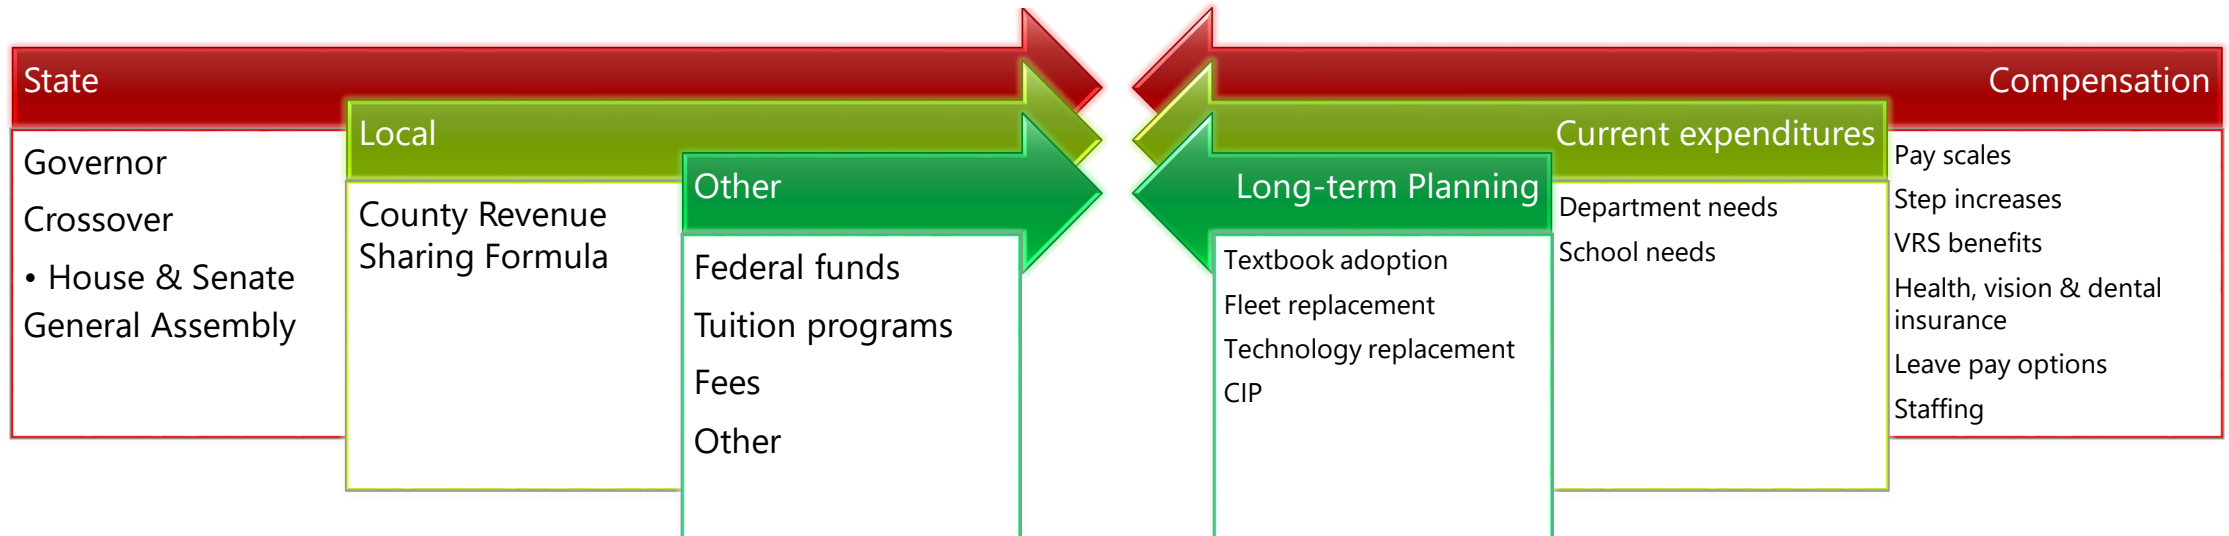 State
Governor
Crossover
• House & Senate
General Assembly
Local
County Revenue
Sharing Formula
Other
Federal funds
Tuition programs
Fees
Other
Long-term Planning
Textbook adoption
Fleet replacement
Technology replacement
CIP
Current expenditures
Department needs
School needs
Compensation
Pay scales
Step increases
VRS benefits
Health, vision & dental
insurance
Leave pay options
Staffing